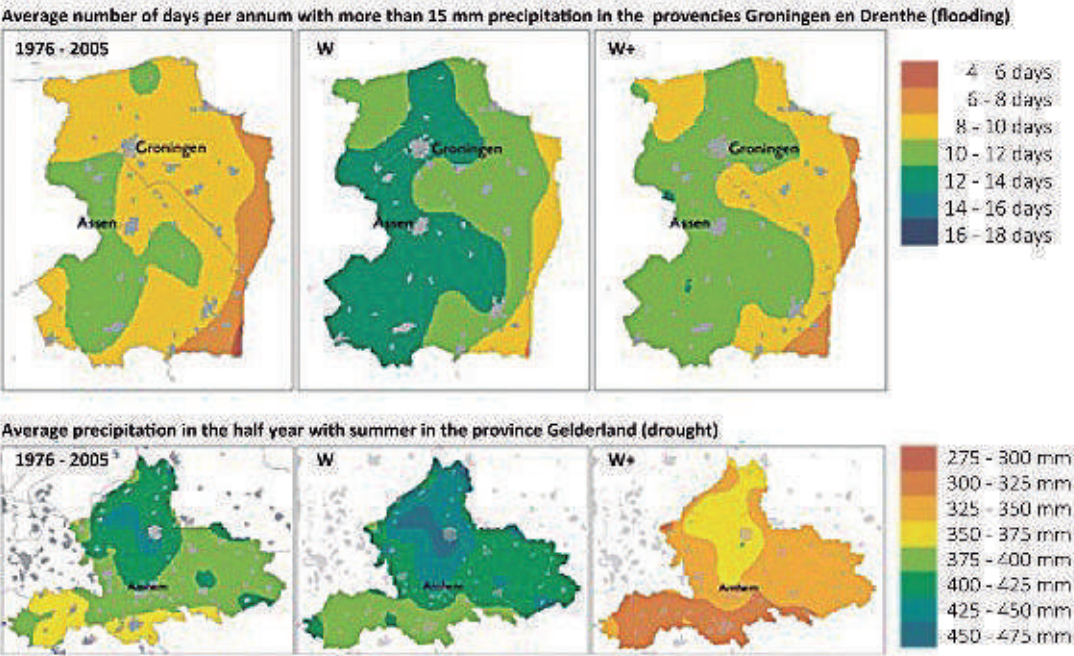 Average number of days per annum with more than 15 mm precipitation in the provencies Groningen en Drenthe (flooding)
1976 - 2005
W
W+
Groningen
Assen
Groningen
Assen
Groningen
Assen
4 6 days
6 - 8 days
8 - 10 days
10 - 12 days
12 - 14 days
14 - 16 days
16 - 18 days
Average precipitation in the half year with summer in the province Gelderland (drought)
1976 - 2005
W
W+
Arnhem
Arnhem
Arnhem
275 - 300 mm
300 - 325 mm
325 - 350 mm
350 - 375 mm
375 - 400 mm
400 - 425 mm
425 - 450 mm
450 - 475 mm